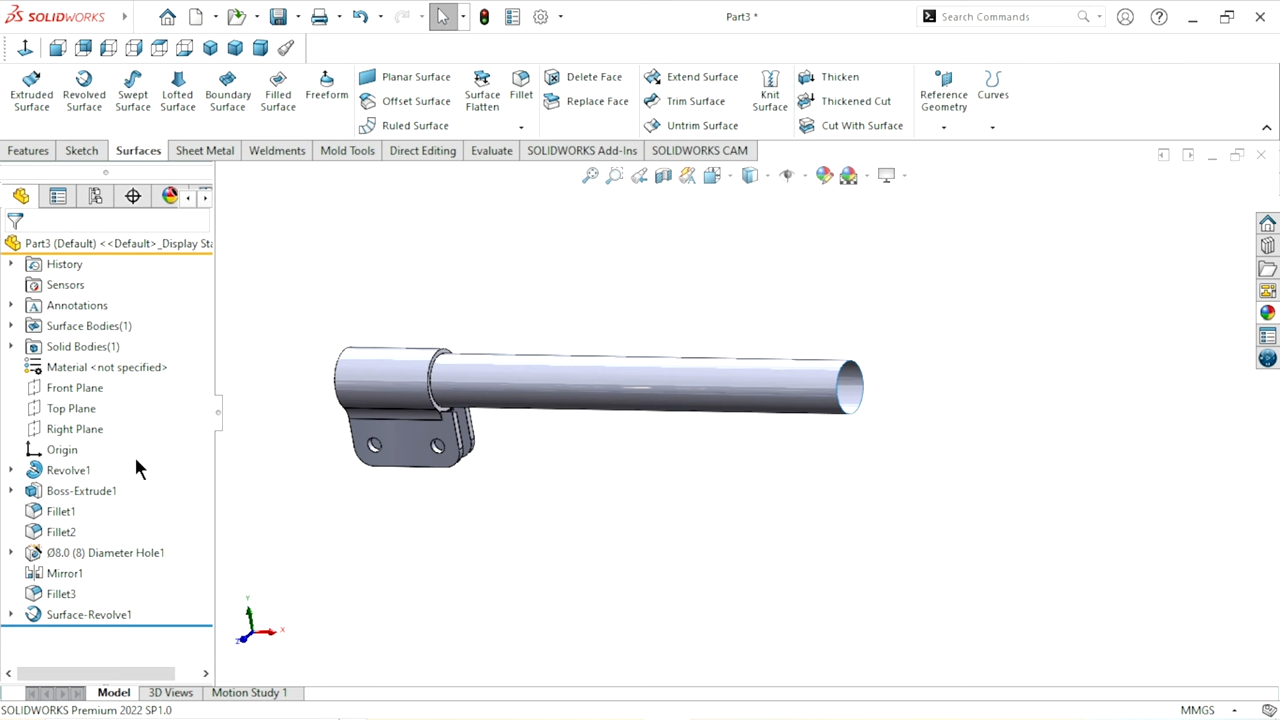 SOLIDWORKS
Part3 *
Search Commands
Extruded Surface
Revolved Surface
Swept Surface
Lofted Surface
Boundary Surface
Filled Surface
Freeform
Planar Surface
Offset Surface
Ruled Surface
Surface Flatten
Fillet
Delete Face
Replace Face
Extend Surface
Trim Surface
Untrim Surface
Knit Surface
Thicken
Thickened Cut
Cut With Surface
Reference Geometry
Curves
Features
Sketch
Surfaces
Sheet Metal
Weldments
Mold Tools
Direct Editing
Evaluate
SOLIDWORKS Add-Ins
SOLIDWORKS CAM
Part3 (Default) <<Default>_Display Sta
History
Sensors
Annotations
Surface Bodies(1)
Solid Bodies(1)
Material <not specified>
Front Plane
Top Plane
Right Plane
Origin
Revolve1
Boss-Extrude1
Fillet1
Fillet2
Ø8.0 (8) Diameter Hole1
Mirror1
Fillet3
Surface-Revolve1
Y
X
Z
Model
3D Views
Motion Study 1
SOLIDWORKS Premium 2022 SP1.0
MMGS